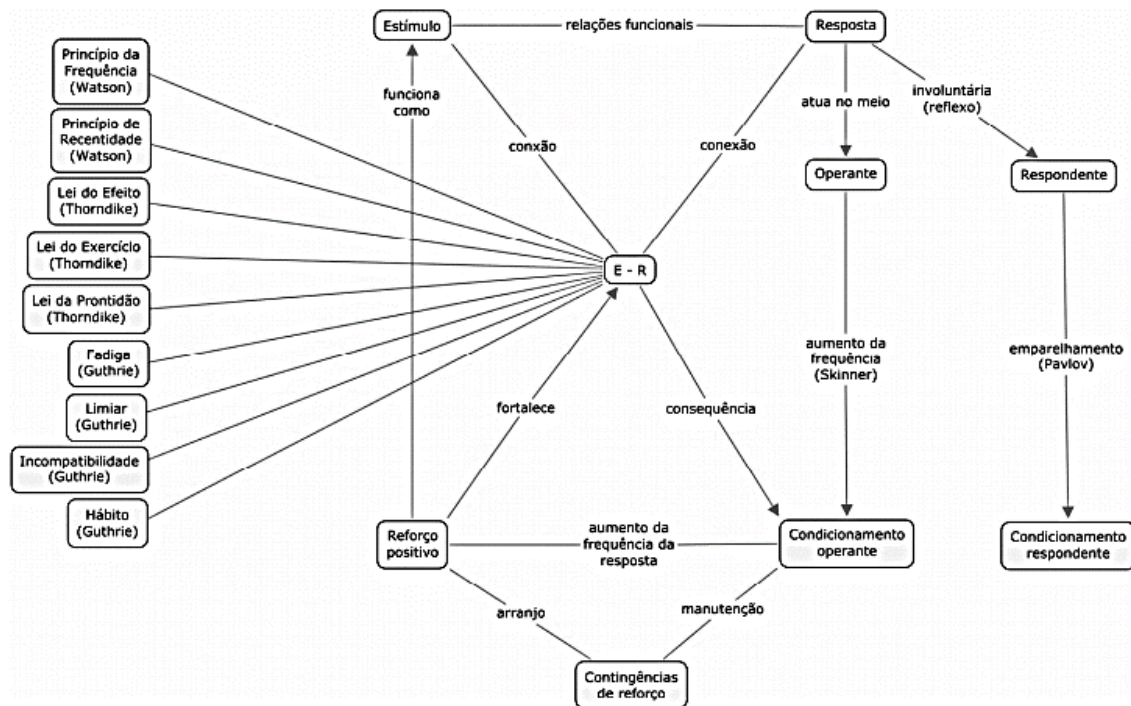 Estímulo
relações funcionais
Resposta
Princípio da
Frequência
(Watson)
funciona
como
atua no meio
involuntária
(reflexo)
Princípio de
Recentidade
(Watson)
conxão
conexão
Operante
Respondente
Lei do Efeito
(Thorndike)
Lei do Exercício
(Thorndike)
E - R
Lei da Prontidão
(Thorndike)
Fadiga
(Guthrie)
aumento da
frequência
(Skinner)
emparelhamento
(Pavlov)
Limiar
(Guthrie)
fortalece
consequência
Incompatibilidade
(Guthrie)
Hábito
(Guthrie)
Reforço
positivo
aumento da
frequência da
resposta
Condicionamento
operante
Condicionamento
respondente
arranjo
manutenção
Contingências
de reforço